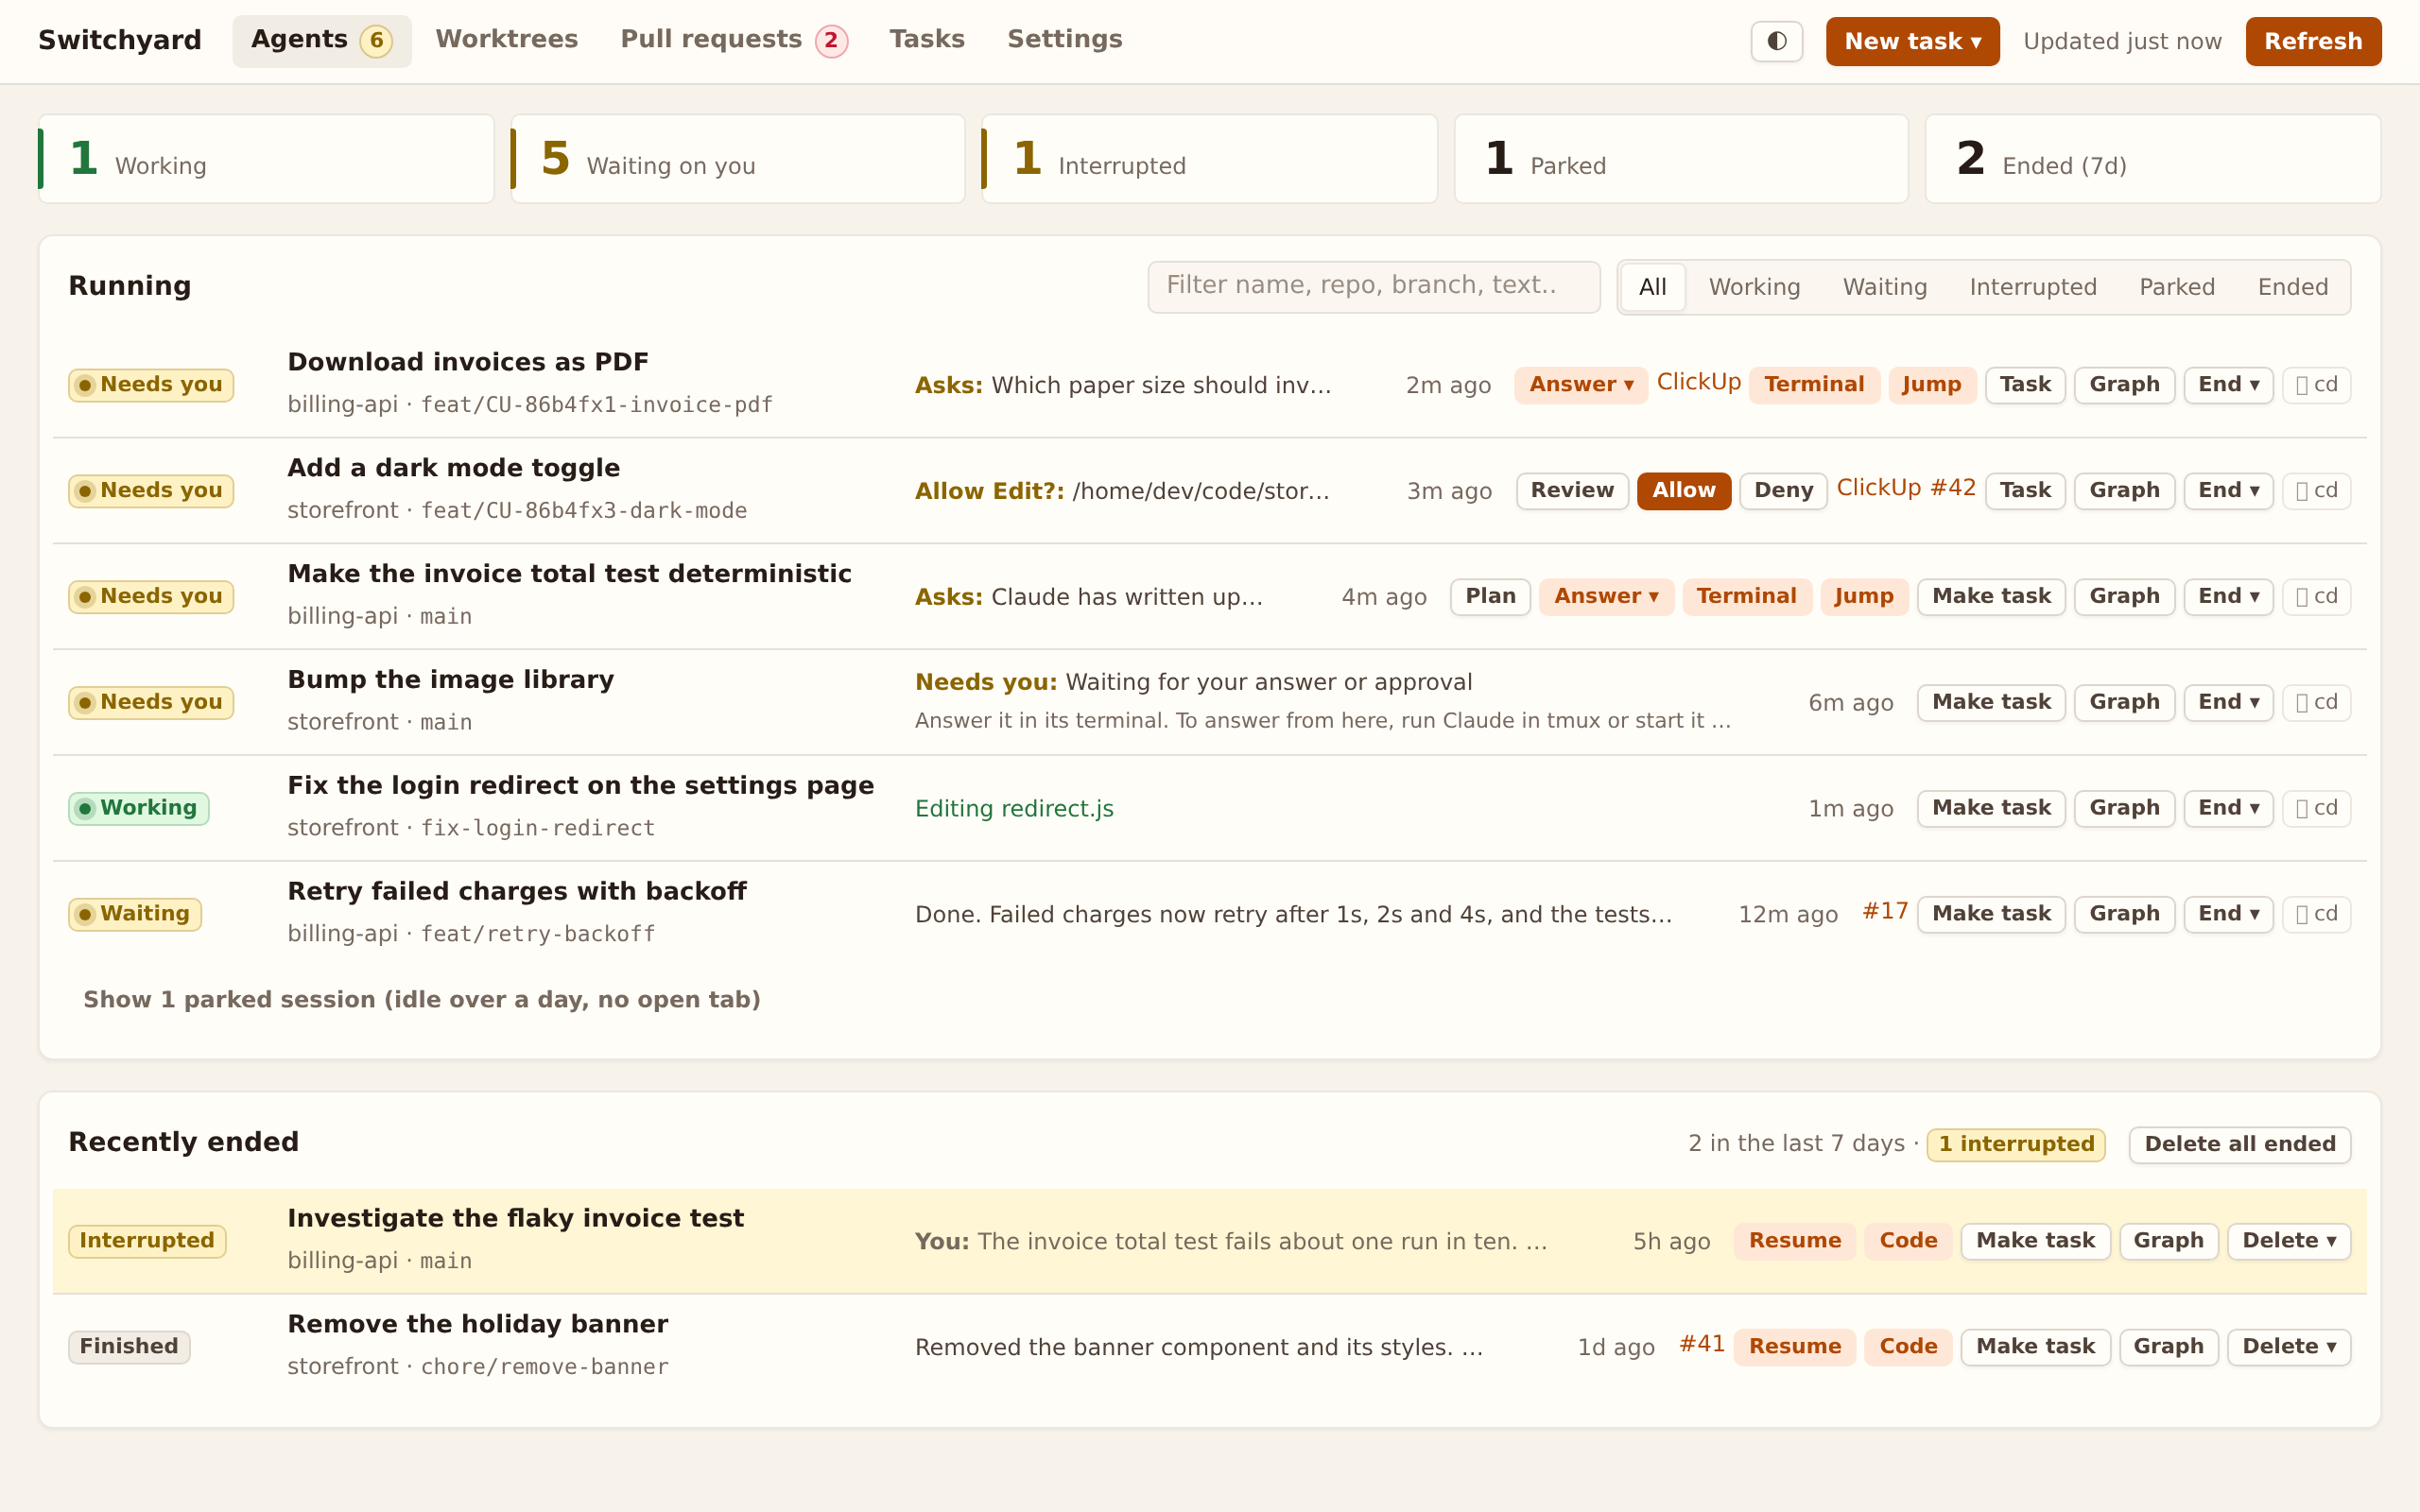 Switchyard Agents 6 Worktrees Pull requests 2 Tasks Settings New task ▾ Updated just now Refresh
1 Working 5 Waiting on you 1 Interrupted 1 Parked 2 Ended (7d)
Running Filter name, repo, branch, text.. All Working Waiting Interrupted Parked Ended
Download invoices as PDF
Needs you Asks: Which paper size should inv… 2m ago Answer ▾ ClickUp Terminal Jump Task Graph End ▾ cd
billing-api · feat/CU-86b4fx1-invoice-pdf
Add a dark mode toggle
Needs you Allow Edit?: /home/dev/code/stor… 3m ago Review Allow Deny ClickUp #42 Task Graph End ▾ cd
storefront · feat/CU-86b4fx3-dark-mode
Make the invoice total test deterministic
Needs you Asks: Claude has written up… 4m ago Plan Answer ▾ Terminal Jump Make task Graph End ▾ cd
billing-api · main
Bump the image library Needs you: Waiting for your answer or approval
Needs you 6m ago Make task Graph End ▾ cd
storefront · main Answer it in its terminal. To answer from here, run Claude in tmux or start it …
Fix the login redirect on the settings page
Working Editing redirect.js 1m ago Make task Graph End ▾ cd
storefront · fix-login-redirect
Retry failed charges with backoff
Waiting Done. Failed charges now retry after 1s, 2s and 4s, and the tests… 12m ago #17 Make task Graph End ▾ cd
billing-api · feat/retry-backoff
Show 1 parked session (idle over a day, no open tab)
Recently ended 2 in the last 7 days · 1 interrupted Delete all ended
Investigate the flaky invoice test
Interrupted You: The invoice total test fails about one run in ten. … 5h ago Resume Code Make task Graph Delete ▾
billing-api · main
Remove the holiday banner
Finished Removed the banner component and its styles. … 1d ago #41 Resume Code Make task Graph Delete ▾
storefront · chore/remove-banner